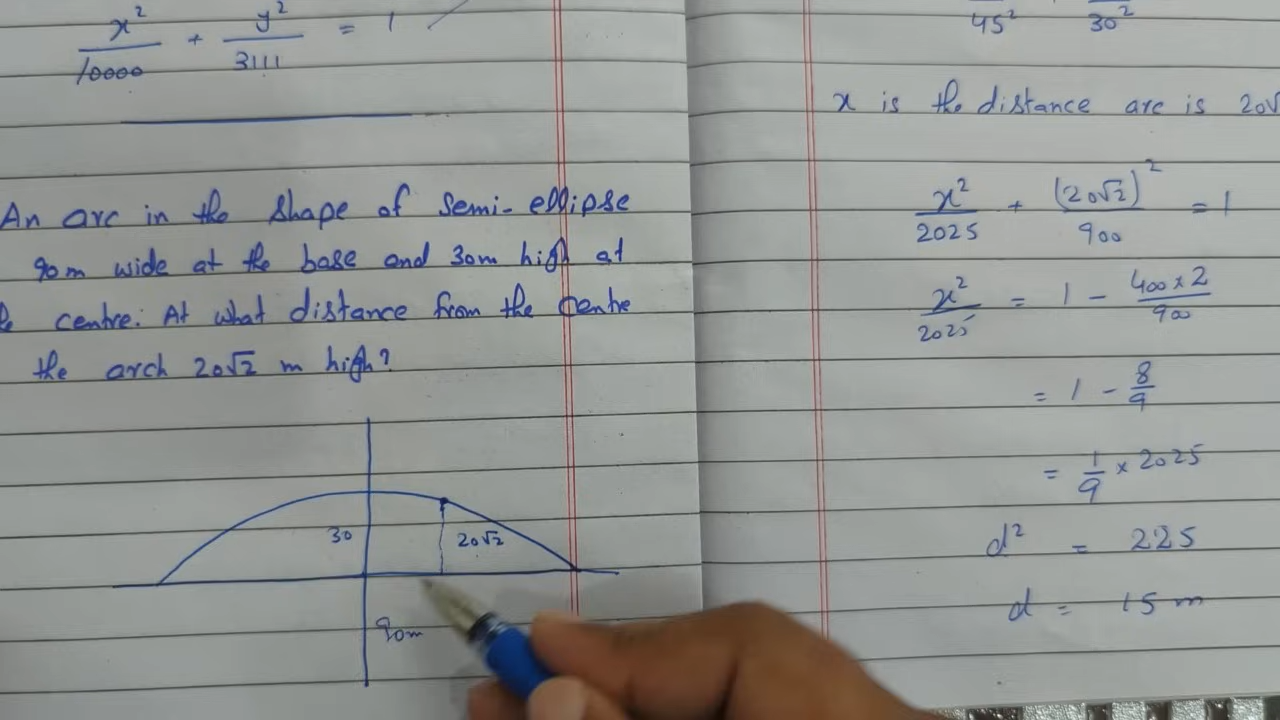 x² / 10000 + y² / 3111 = 1
An arc in the shape of semi-ellipse
90m wide at the base and 30m high at
centre. At what distance from the centre
the arch 20√2 m high?
30
20√2
90m
45² 30²
x is the distance arc is 20√
x² / 2025 + (20√2)² / 900 = 1
x² / 2025 = 1 - 400 x 2 / 900
= 1 - 8/9
= 1/9 x 2025
d² = 225
d = 15 m